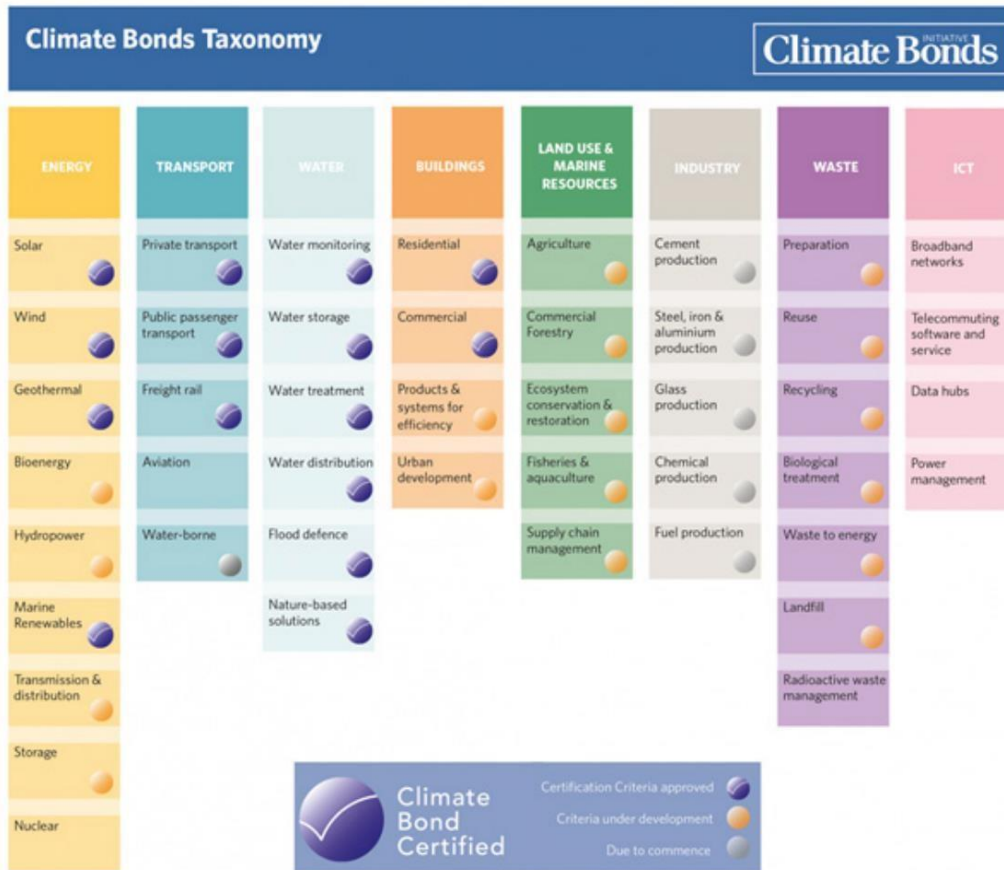 Climate Bonds Taxonomy
INITIATIVE
Climate Bonds
ENERGY
Solar
Wind
Geothermal
Bioenergy
Hydropower
Marine
Renewables
Transmission &
distribution
Storage
Nuclear
TRANSPORT
Private transport
Public passenger
transport
Freight rail
Aviation
Water-borne
WATER
Water monitoring
Water storage
Water treatment
Water distribution
Flood defence
Nature-based
solutions
BUILDINGS
Residential
Commercial
Products &
systems for
efficiency
Urban
development
LAND USE &
MARINE
RESOURCES
Agriculture
Commercial
Forestry
Ecosystem
conservation &
restoration
Fisheries &
aquaculture
Supply chain
management
INDUSTRY
Cement
production
Steel, iron &
aluminium
production
Glass
production
Chemical
production
Fuel production
WASTE
Preparation
Reuse
Recycling
Biological
treatment
Waste to energy
Landfill
Radioactive waste
management
ICT
Broadband
networks
Telecommuting
software and
service
Data hubs
Power
management
Climate
Bond
Certified
Certification Criteria approved
Criteria under development
Due to commence